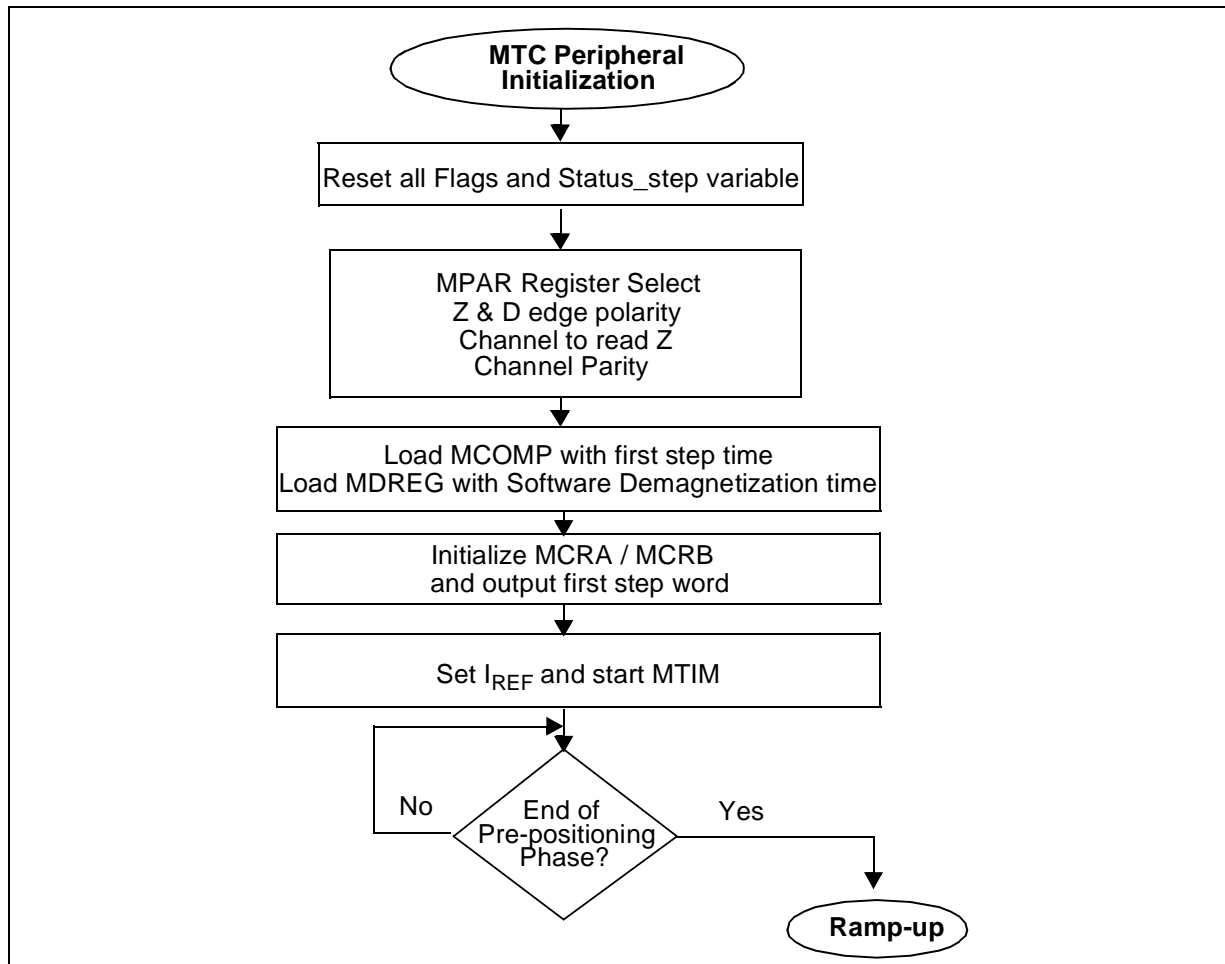 MTC Peripheral
Initialization
Reset all Flags and Status_step variable
MPAR Register Select
Z & D edge polarity
Channel to read Z
Channel Parity
Load MCOMP with first step time
Load MDREG with Software Demagnetization time
Initialize MCRA / MCRB
and output first step word
Set IREF and start MTIM
No
End of
Pre-positioning
Phase?
Yes
Ramp-up